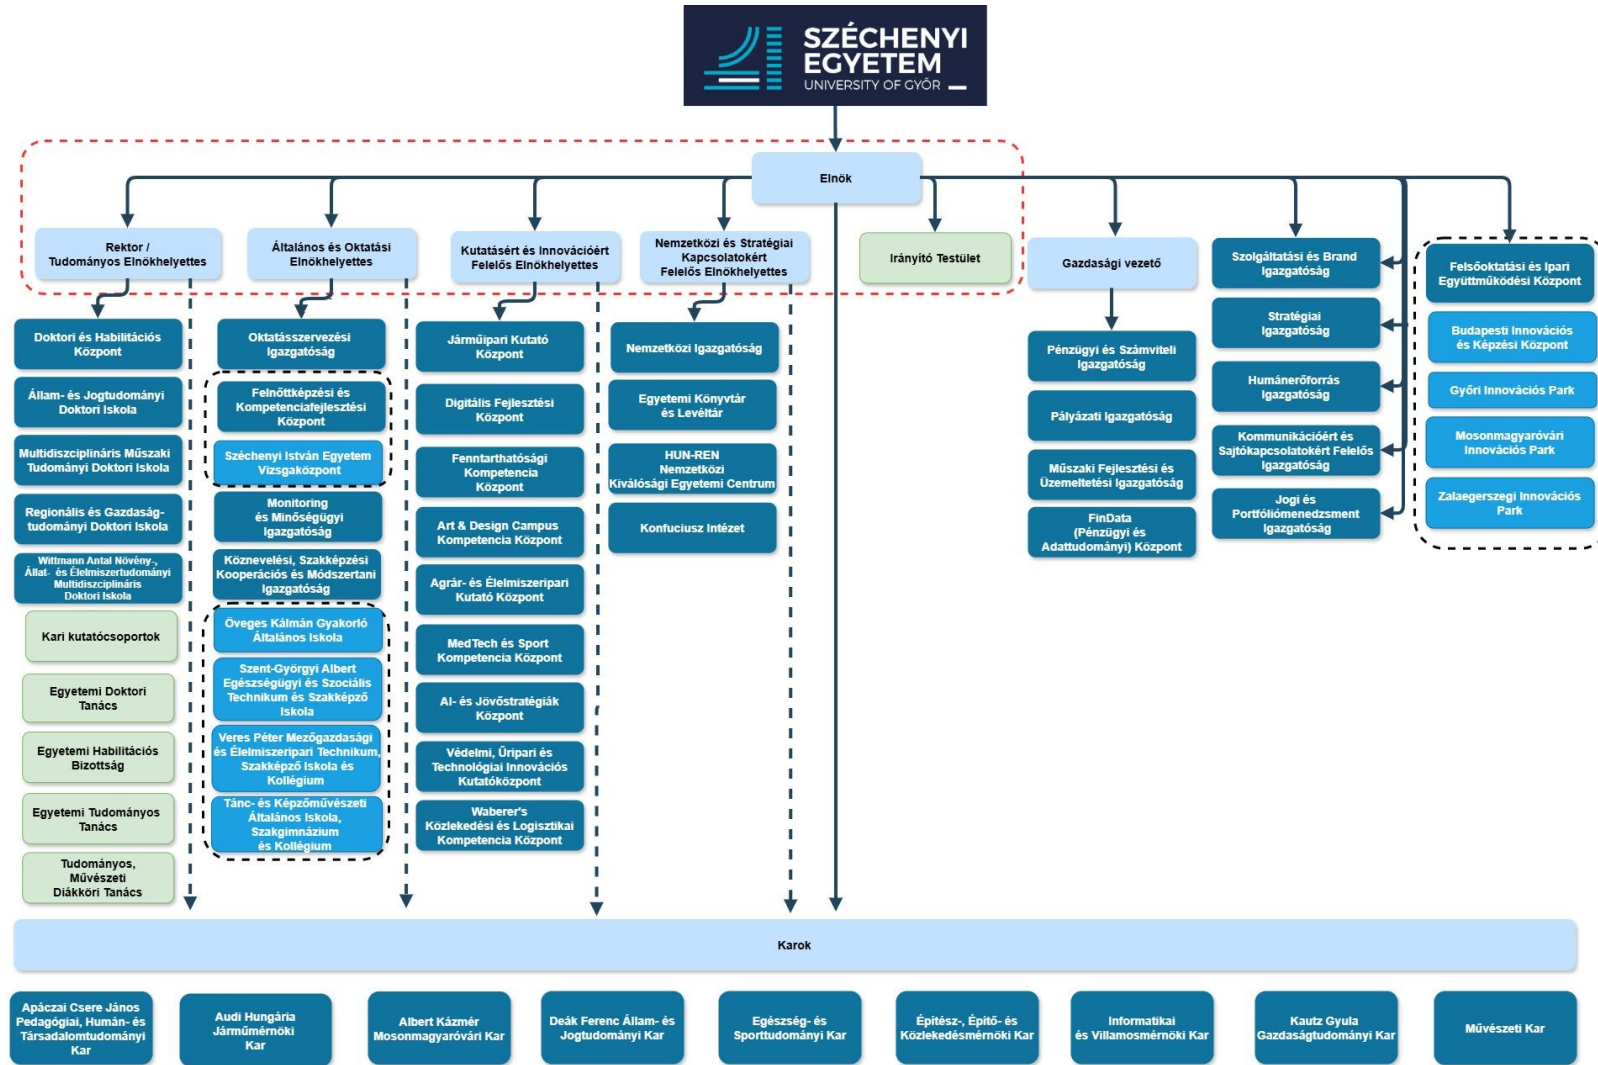 SZÉCHENYI
EGYETEM
UNIVERSITY OF GYŐR
Elnök
Rektor /
Tudományos Elnökhelyettes
Általános és Oktatási
Elnökhelyettes
Kutatásért és Innovációért
Felelős Elnökhelyettes
Nemzetközi és Stratégiai
Kapcsolatokért
Felelős Elnökhelyettes
Irányító Testület
Gazdasági vezető
Doktori és Habilitációs
Központ
Állam- és Jogtudományi
Doktori Iskola
Multidiszciplináris Műszaki
Tudományi Doktori Iskola
Regionális és Gazdaság-
tudományi Doktori Iskola
Wittmann Antal Növény-,
Állat- és Élelmiszertudományi
Multidiszciplináris
Doktori Iskola
Kari kutatócsoportok
Egyetemi Doktori
Tanács
Egyetemi Habilitációs
Bizottság
Egyetemi Tudományos
Tanács
Tudományos,
Művészeti
Diákköri Tanács
Oktatásszervezési
Igazgatóság
Felnőttképzési és
Kompetenciafejlesztési
Központ
Széchenyi István Egyetem
Vizsgaközpont
Monitoring
és Minőségügyi
Igazgatóság
Köznevelési, Szakképzési
Kooperációs és Módszertani
Igazgatóság
Öveges Kálmán Gyakorló
Általános Iskola
Szent-Györgyi Albert
Egészségügyi és Szociális
Technikum és Szakképző
Iskola
Veres Péter Mezőgazdasági
és Élelmiszeripari Technikum,
Szakképző Iskola és
Kollégium
Tánc- és Képzőművészeti
Általános Iskola,
Szakgimnázium
és Kollégium
Járműipari Kutató
Központ
Digitális Fejlesztési
Központ
Fenntarthatósági
Kompetencia
Központ
Art & Design Campus
Kompetencia Központ
Agrár- és Élelmiszeripari
Kutató Központ
MedTech és Sport
Kompetencia Központ
AI- és Jövőstratégiák
Központ
Védelmi, Űripari és
Technológiai Innovációs
Kutatóközpont
Waberer's
Közlekedési és Logisztikai
Kompetencia Központ
Nemzetközi Igazgatóság
Egyetemi Könyvtár
és Levéltár
HUN-REN
Nemzetközi
Kiválósági Egyetemi Centrum
Konfuciusz Intézet
Pénzügyi és Számviteli
Igazgatóság
Pályázati Igazgatóság
Műszaki Fejlesztési és
Üzemeltetési Igazgatóság
FinData
(Pénzügyi és
Adattudományi) Központ
Szolgáltatási és Brand
Igazgatóság
Stratégiai
Igazgatóság
Humánerőforrás
Igazgatóság
Kommunikációért és
Sajtókapcsolatokért Felelős
Igazgatóság
Jogi és
Portfóliómenedzsment
Igazgatóság
Felsőoktatási és Ipari
Együttműködési Központ
Budapesti Innovációs
és Képzési Központ
Győri Innovációs Park
Mosonmagyaróvári
Innovációs Park
Zalaegerszegi Innovációs
Park
Karok
Apáczai Csere János
Pedagógiai, Humán- és
Társadalomtudományi
Kar
Audi Hungária
Járműmérnöki
Kar
Albert Kázmér
Mosonmagyaróvári Kar
Deák Ferenc Állam- és
Jogtudományi Kar
Egészség- és
Sporttudományi Kar
Építész-, Építő- és
Közlekedésmérnöki Kar
Informatikai
és Villamosmérnöki Kar
Kautz Gyula
Gazdaságtudományi Kar
Művészeti Kar